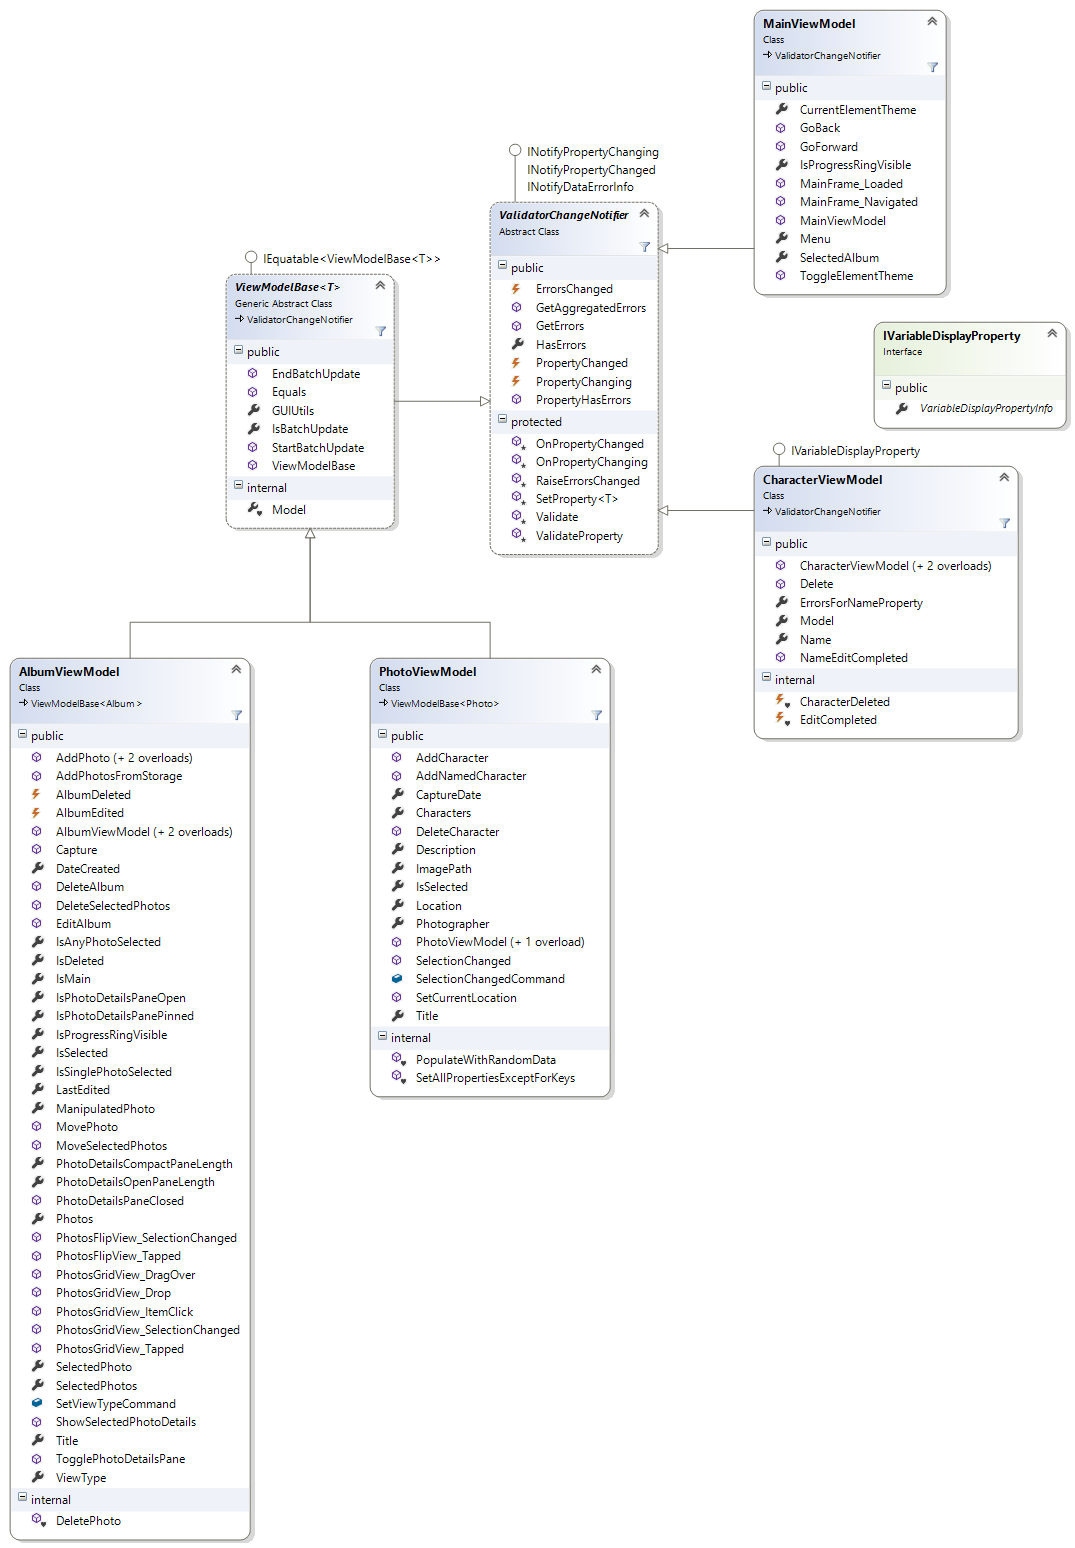 MainViewModel
Class
ValidatorChangeNotifier
public
CurrentElementTheme
GoBack
GoForward
IsProgressRingVisible
MainFrame_Loaded
MainFrame_Navigated
MainViewModel
Menu
SelectedAlbum
ToggleElementTheme
INotifyPropertyChanging
INotifyPropertyChanged
INotifyDataErrorInfo
ValidatorChangeNotifier
Abstract Class
public
ErrorsChanged
GetAggregatedErrors
GetErrors
HasErrors
PropertyChanged
PropertyChanging
PropertyHasErrors
protected
OnPropertyChanged
OnPropertyChanging
RaiseErrorsChanged
SetProperty<T>
Validate
ValidateProperty
IEquatable<ViewModelBase<T>>
ViewModelBase<T>
Generic Abstract Class
ValidatorChangeNotifier
public
EndBatchUpdate
Equals
GUIUtils
IsBatchUpdate
StartBatchUpdate
ViewModelBase
internal
Model
IVariableDisplayProperty
Interface
public
VariableDisplayPropertyInfo
IVariableDisplayProperty
CharacterViewModel
Class
ValidatorChangeNotifier
public
CharacterViewModel (+ 2 overloads)
Delete
ErrorsForNameProperty
Model
Name
NameEditCompleted
internal
CharacterDeleted
EditCompleted
AlbumViewModel
Class
ViewModelBase<Album >
public
AddPhoto (+ 2 overloads)
AddPhotosFromStorage
AlbumDeleted
AlbumEdited
AlbumViewModel (+ 2 overloads)
Capture
DateCreated
DeleteAlbum
DeleteSelectedPhotos
EditAlbum
IsAnyPhotoSelected
IsDeleted
IsMain
IsPhotoDetailsPaneOpen
IsPhotoDetailsPanePinned
IsProgressRingVisible
IsSelected
IsSinglePhotoSelected
LastEdited
ManipulatedPhoto
MovePhoto
MoveSelectedPhotos
PhotoDetailsCompactPaneLength
PhotoDetailsOpenPaneLength
PhotoDetailsPaneClosed
Photos
PhotosFlipView_SelectionChanged
PhotosFlipView_Tapped
PhotosGridView_DragOver
PhotosGridView_Drop
PhotosGridView_ItemClick
PhotosGridView_SelectionChanged
PhotosGridView_Tapped
SelectedPhoto
SelectedPhotos
SetViewTypeCommand
ShowSelectedPhotoDetails
Title
TogglePhotoDetailsPane
ViewType
internal
DeletePhoto
PhotoViewModel
Class
ViewModelBase<Photo>
public
AddCharacter
AddNamedCharacter
CaptureDate
Characters
DeleteCharacter
Description
ImagePath
IsSelected
Location
Photographer
PhotoViewModel (+ 1 overload)
SelectionChanged
SelectionChangedCommand
SetCurrentLocation
Title
internal
PopulateWithRandomData
SetAllPropertiesExceptForKeys